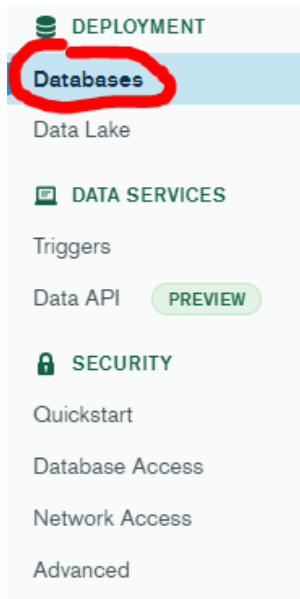 DEPLOYMENT
Databases
Data Lake
DATA SERVICES
Triggers
Data API PREVIEW
SECURITY
Quickstart
Database Access
Network Access
Advanced